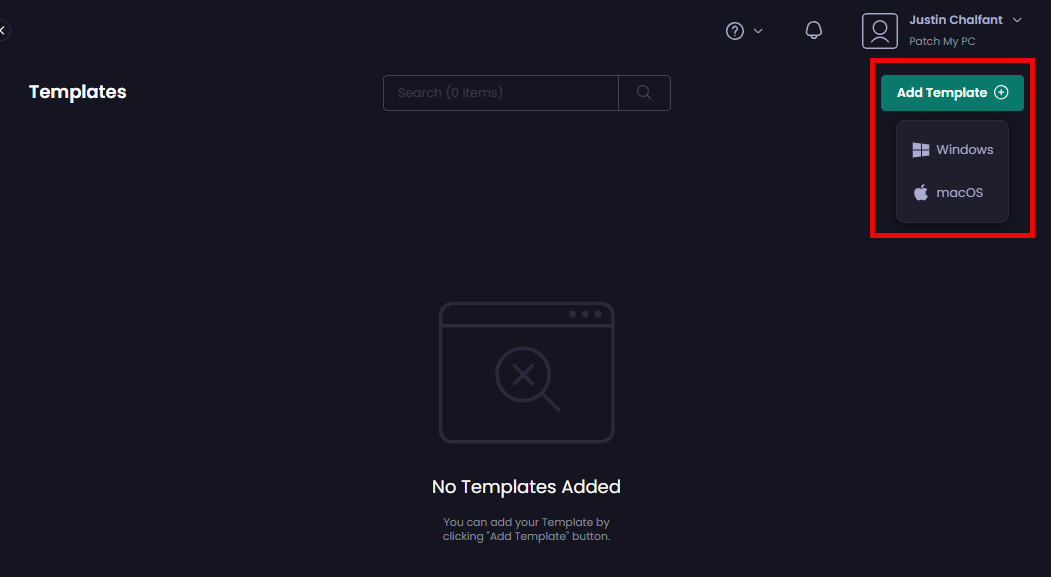 Justin Chalfant
Patch My PC
Templates
Search (0 items)
Add Template
Windows
macOS
No Templates Added
You can add your Template by
clicking "Add Template" button.